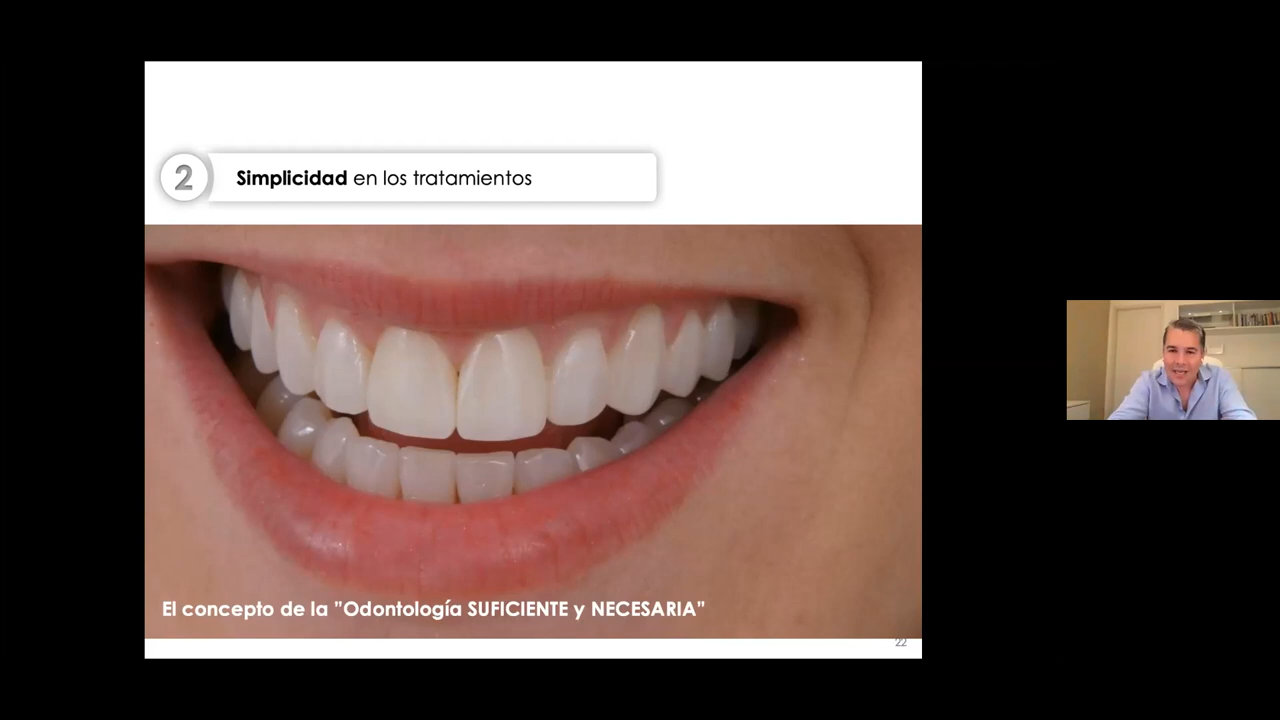 2
Simplicidad en los tratamientos
El concepto de la "Odontología SUFICIENTE y NECESARIA"
22